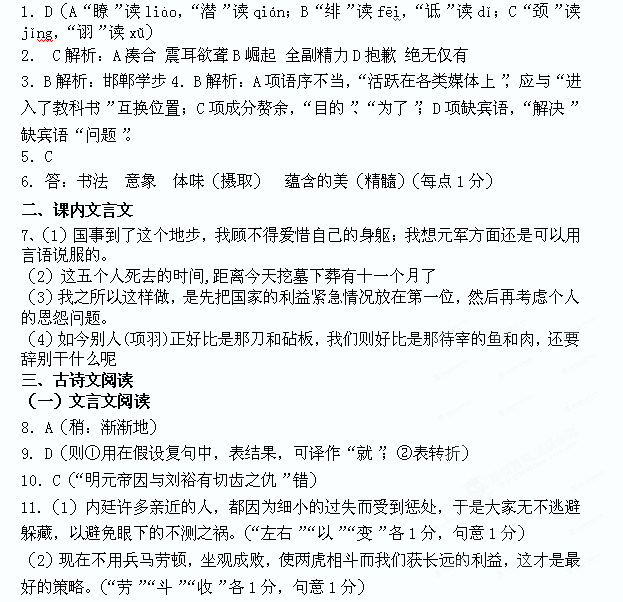 1. D（A“瞭”读liáo,“潜”读qián；B“绯”读fēi,“诋”读dǐ；C“颈”读
jǐng,“诩”读xǔ）
2. C解析：A凑合 震耳欲聋B崛起 全副精力D抱歉 绝无仅有
3．B解析：邯郸学步4．B解析：A项语序不当，“活跃在各类媒体上”，应与“进
入了教科书”互换位置；C项成分赘余，“目的”、“为了”；D项缺宾语，“解决”
缺宾语“问题”。
5. C
6. 答：书法 意象 体味（摄取） 蕴含的美（精髓）（每点1分）
二、课内文言文
7、（1）国事到了这个地步，我顾不得爱惜自己的身躯；我想元军方面还是可以用
言语说服的。
（2）这五个人死去的时间,距离今天挖墓下葬有十一个月了
（3）我之所以这样做，是先把国家的利益紧急情况放在第一位，然后再考虑个人
的恩怨问题。
（4）如今别人(项羽)正好比是那刀和砧板，我们则好比是那待宰的鱼和肉，还要
辞别干什么呢
三、古诗文阅读
（一）文言文阅读
8．A（稍：渐渐地）
9．D（则①用在假设复句中，表结果，可译作“就”；②表转折）
10．C（“明元帝因与刘裕有切齿之仇”错）
11．（1）内廷许多亲近的人，都因为细小的过失而受到惩处，于是大家无不逃避
躲藏，以避免眼下的不测之祸。（“左右”“以”“变”各1分，句意1分）
（2）现在不用兵马劳顿，坐观成败，使两虎相斗而我们获长远的利益，这才是最
好的策略。（“劳”“斗”“收”各1分，句意1分）